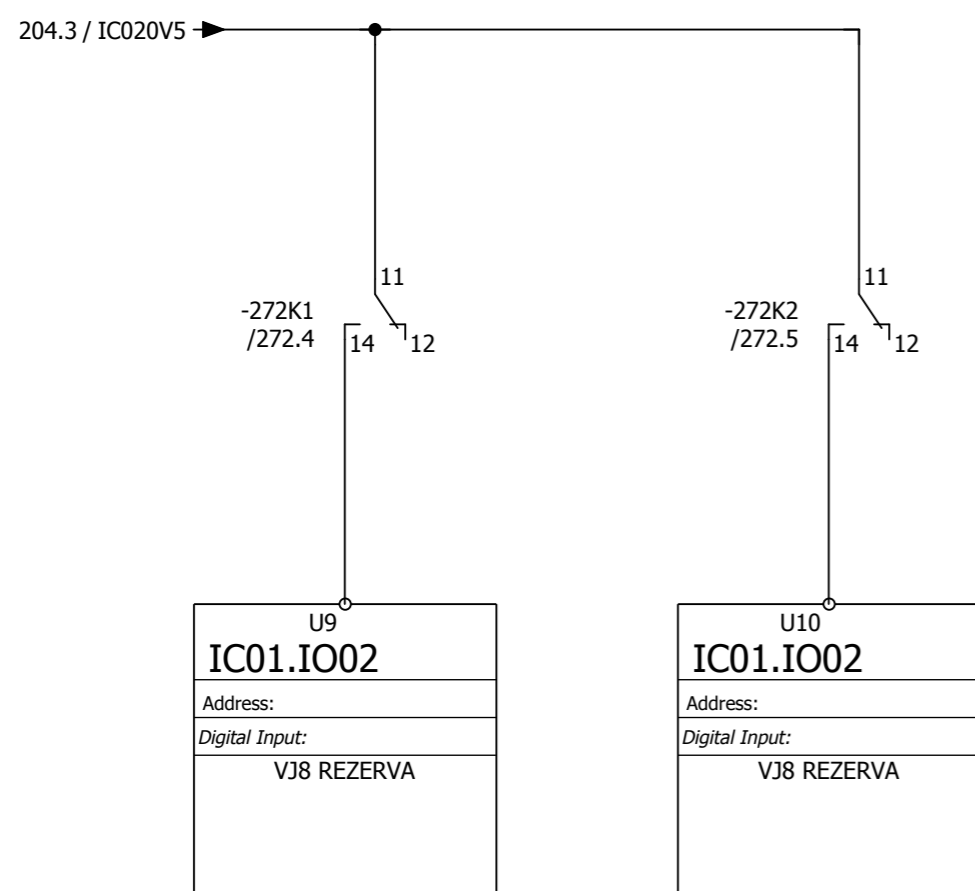 204.3 / IC020V5
11
-272K1
/272.4
14
12
11
-272K2
/272.5
14
12
U9
IC01.IO02
Address:
Digital Input:
VJ8 REZERVA
U10
IC01.IO02
Address:
Digital Input:
VJ8 REZERVA